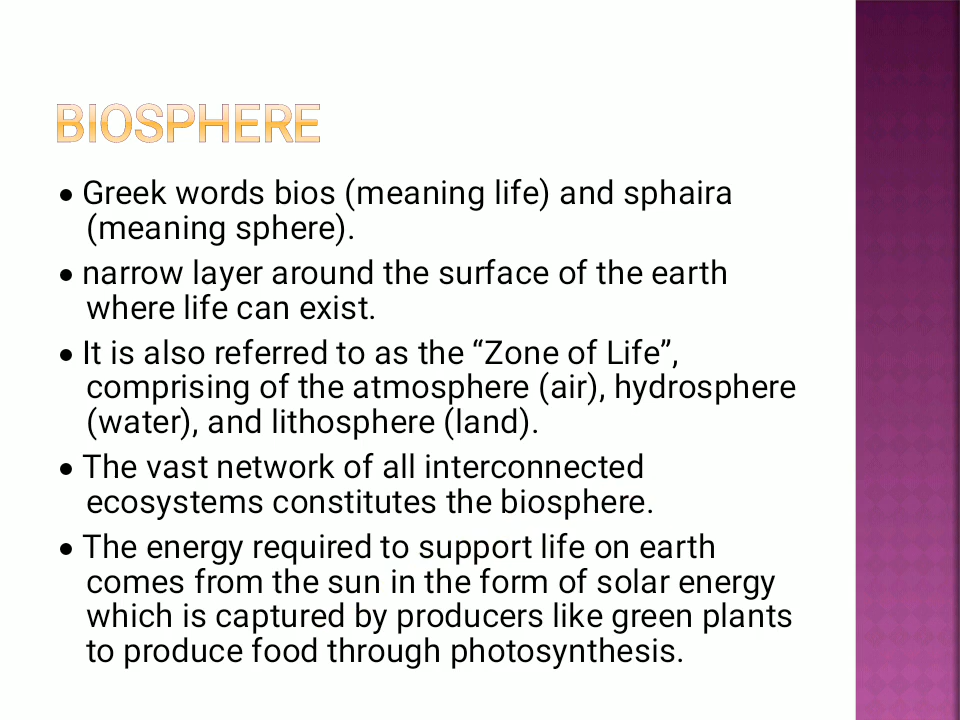 BIOSPHERE
• Greek words bios (meaning life) and sphaira
(meaning sphere).
• narrow layer around the surface of the earth
where life can exist.
• It is also referred to as the “Zone of Life”,
comprising of the atmosphere (air), hydrosphere
(water), and lithosphere (land).
• The vast network of all interconnected
ecosystems constitutes the biosphere.
• The energy required to support life on earth
comes from the sun in the form of solar energy
which is captured by producers like green plants
to produce food through photosynthesis.